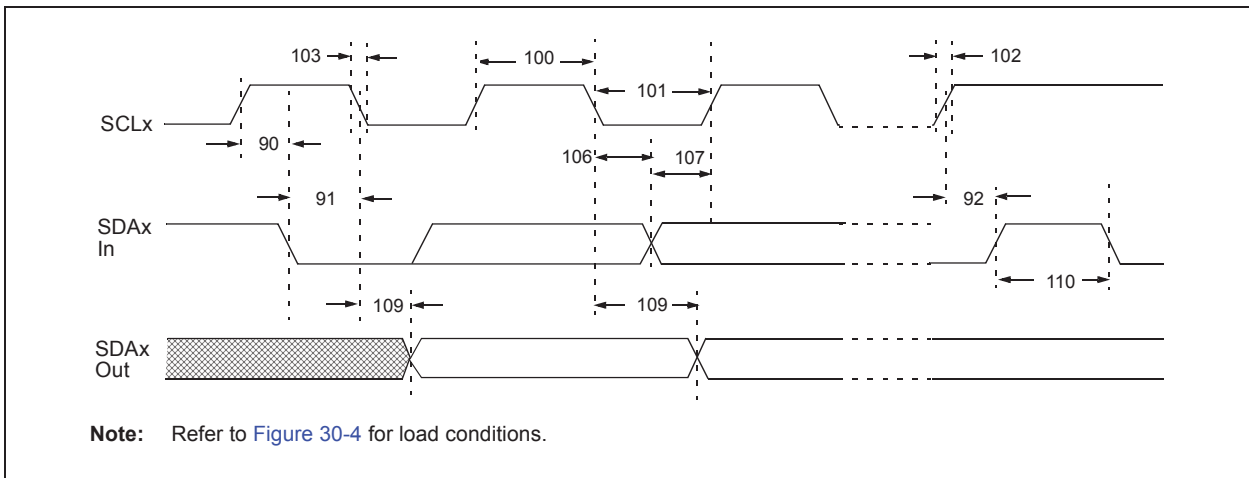 103
100
102
101
SCLx
90
106
107
91
92
SDAx
In
110
109
109
SDAx
Out
Note: Refer to Figure 30-4 for load conditions.